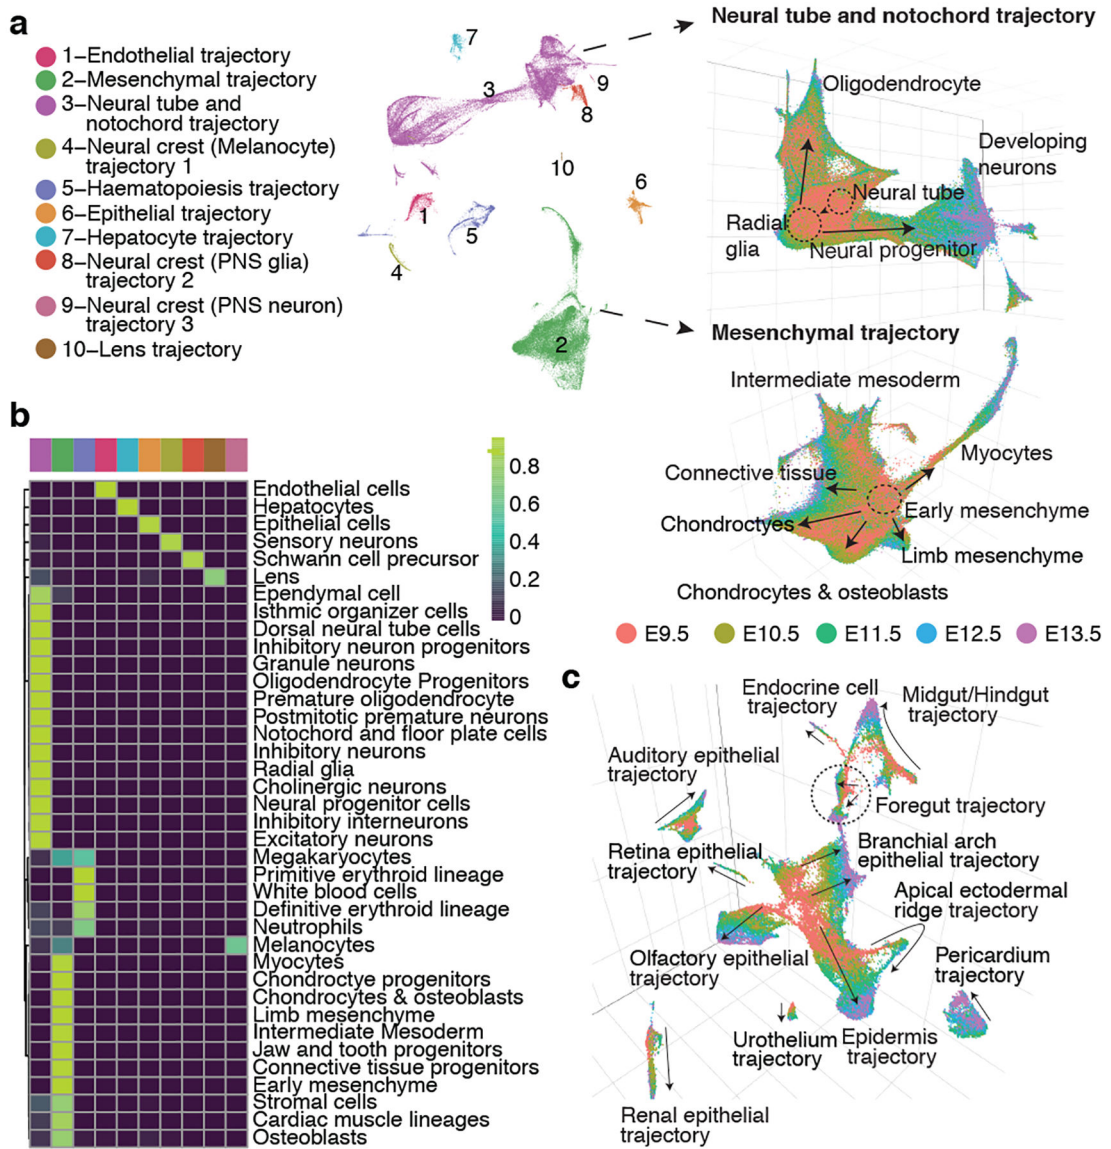 a
1–Endothelial trajectory
2–Mesenchymal trajectory
3–Neural tube and
notochord trajectory
4–Neural crest (Melanocyte)
trajectory 1
5–Haematopoiesis trajectory
6–Epithelial trajectory
7–Hepatocyte trajectory
8–Neural crest (PNS glia)
trajectory 2
9–Neural crest (PNS neuron)
trajectory 3
10–Lens trajectory
7
3
9
8
10
6
1
5
4
2
Neural tube and notochord trajectory
Oligodendrocyte
Developing
neurons
Neural tube
Radial
glia
Neural progenitor
Mesenchymal trajectory
Intermediate mesoderm
Myocytes
Connective tissue
Early mesenchyme
Chondroctyes
Limb mesenchyme
Chondrocytes & osteoblasts
E9.5
E10.5
E11.5
E12.5
E13.5
b
0.8
0.6
0.4
0.2
0
Endothelial cells
Hepatocytes
Epithelial cells
Sensory neurons
Schwann cell precursor
Lens
Ependymal cell
Isthmic organizer cells
Dorsal neural tube cells
Inhibitory neuron progenitors
Granule neurons
Oligodendrocyte Progenitors
Premature oligodendrocyte
Postmitotic premature neurons
Notochord and floor plate cells
Inhibitory neurons
Radial glia
Cholinergic neurons
Neural progenitor cells
Inhibitory interneurons
Excitatory neurons
Megakaryocytes
Primitive erythroid lineage
White blood cells
Definitive erythroid lineage
Neutrophils
Melanocytes
Myocytes
Chondroctye progenitors
Chondrocytes & osteoblasts
Limb mesenchyme
Intermediate Mesoderm
Jaw and tooth progenitors
Connective tissue progenitors
Early mesenchyme
Stromal cells
Cardiac muscle lineages
Osteoblasts
c
Endocrine cell
trajectory
Midgut/Hindgut
trajectory
Auditory epithelial
trajectory
Foregut trajectory
Retina epithelial
trajectory
Branchial arch
epithelial trajectory
Apical ectodermal
ridge trajectory
Olfactory epithelial
trajectory
Pericardium
trajectory
Urothelium
trajectory
Epidermis
trajectory
Renal epithelial
trajectory